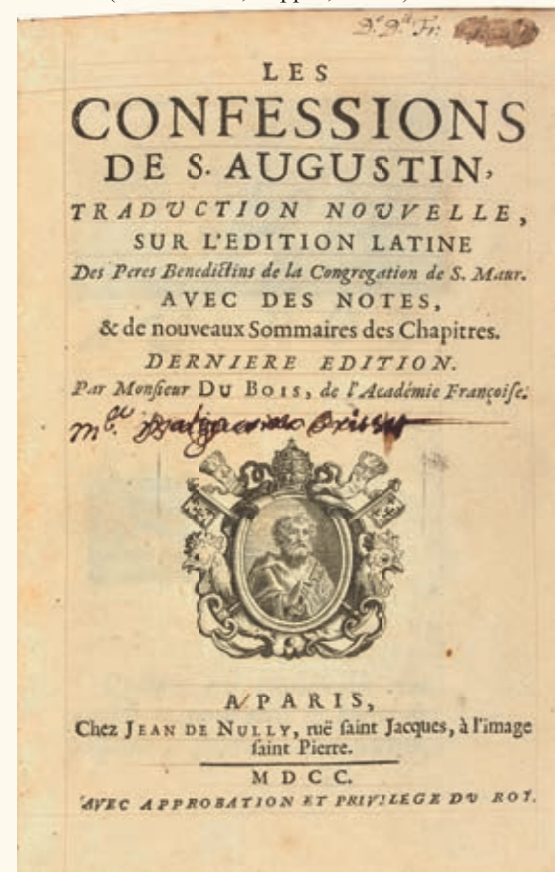 LES
CONFESSIONS
DE S. AUGUSTIN,
TRADUCTION NOUVELLE,
SUR L'EDITION LATINE
Des Peres Benedictins de la Congregation de S. Maur.
AVEC DES NOTES,
& de nouveaux Sommaires des Chapitres.
DERNIERE EDITION.
Par Monsieur DU BOIS, de l'Académie Françoise.
A PARIS,
Chez JEAN DE NULLY, ruë saint Jacques, à l'image
saint Pierre.
MDCC.
AVEC APPROBATION ET PRIVILEGE DU ROY.